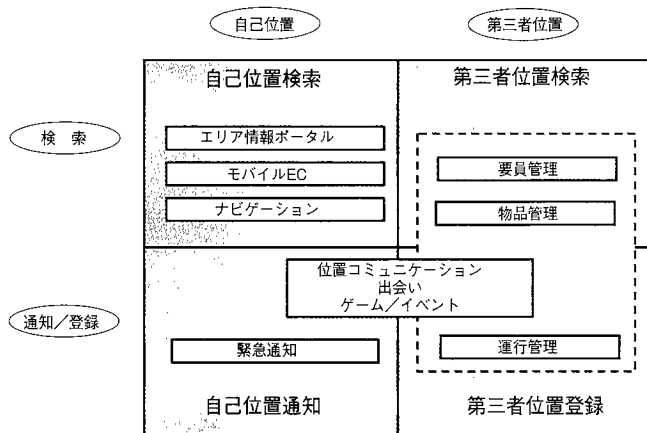 自己位置
第三者位置
自己位置検索
第三者位置検索
検 索
エリア情報ポータル
モバイルEC
ナビゲーション
要員管理
物品管理
位置コミュニケーション
出会い
ゲーム／イベント
通知／登録
緊急通知
運行管理
自己位置通知
第三者位置登録